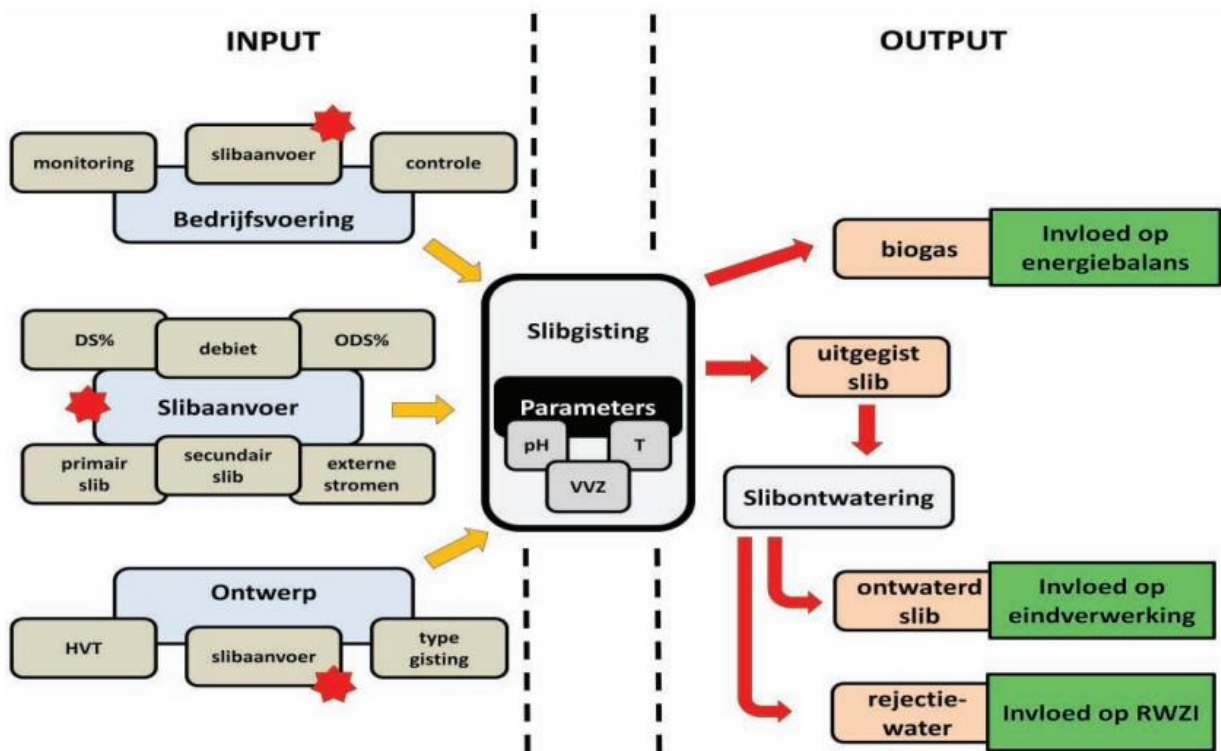 INPUT
OUTPUT
monitoring
slibaanvoer
controle
Bedrijfsvoering
DS%
debiet
ODS%
Slibaanvoer
primair
slib
secundair
slib
externe
stromen
Ontwerp
HVT
slibaanvoer
type
gisting
Slibgisting
Parameters
pH
T
VVZ
biogas
Invloed op
energiebalans
uitgegist
slib
Slibontwatering
ontwaterd
slib
Invloed op
eindverwerking
rejectie-
water
Invloed op RWZI